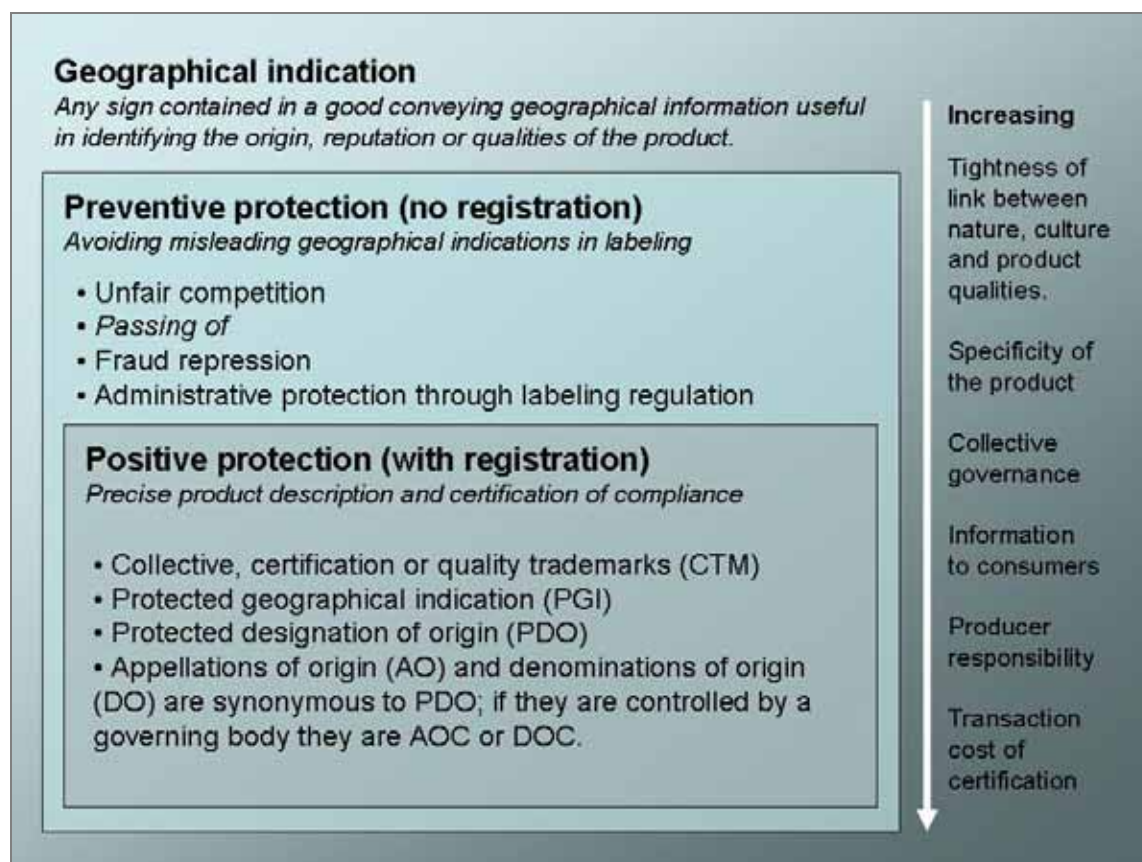 Geographical indication
Any sign contained in a good conveying geographical information useful
in identifying the origin, reputation or qualities of the product.
Preventive protection (no registration)
Avoiding misleading geographical indications in labeling
• Unfair competition
• Passing of
• Fraud repression
• Administrative protection through labeling regulation
Positive protection (with registration)
Precise product description and certification of compliance
• Collective, certification or quality trademarks (CTM)
• Protected geographical indication (PGI)
• Protected designation of origin (PDO)
• Appellations of origin (AO) and denominations of origin
(DO) are synonymous to PDO; if they are controlled by a
governing body they are AOC or DOC.
Increasing
Tightness of
link between
nature, culture
and product
qualities.
Specificity of
the product
Collective
governance
Information
to consumers
Producer
responsibility
Transaction
cost of
certification